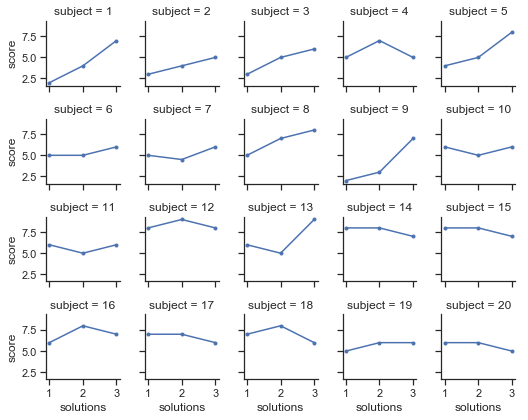 subject = 1 subject = 2 subject = 3 subject = 4 subject = 5
score
7.5
5.0
2.5
subject = 6 subject = 7 subject = 8 subject = 9 subject = 10
score
7.5
5.0
2.5
subject = 11 subject = 12 subject = 13 subject = 14 subject = 15
score
7.5
5.0
2.5
subject = 16 subject = 17 subject = 18 subject = 19 subject = 20
score
7.5
5.0
2.5
1 2 3 1 2 3 1 2 3 1 2 3 1 2 3
solutions solutions solutions solutions solutions